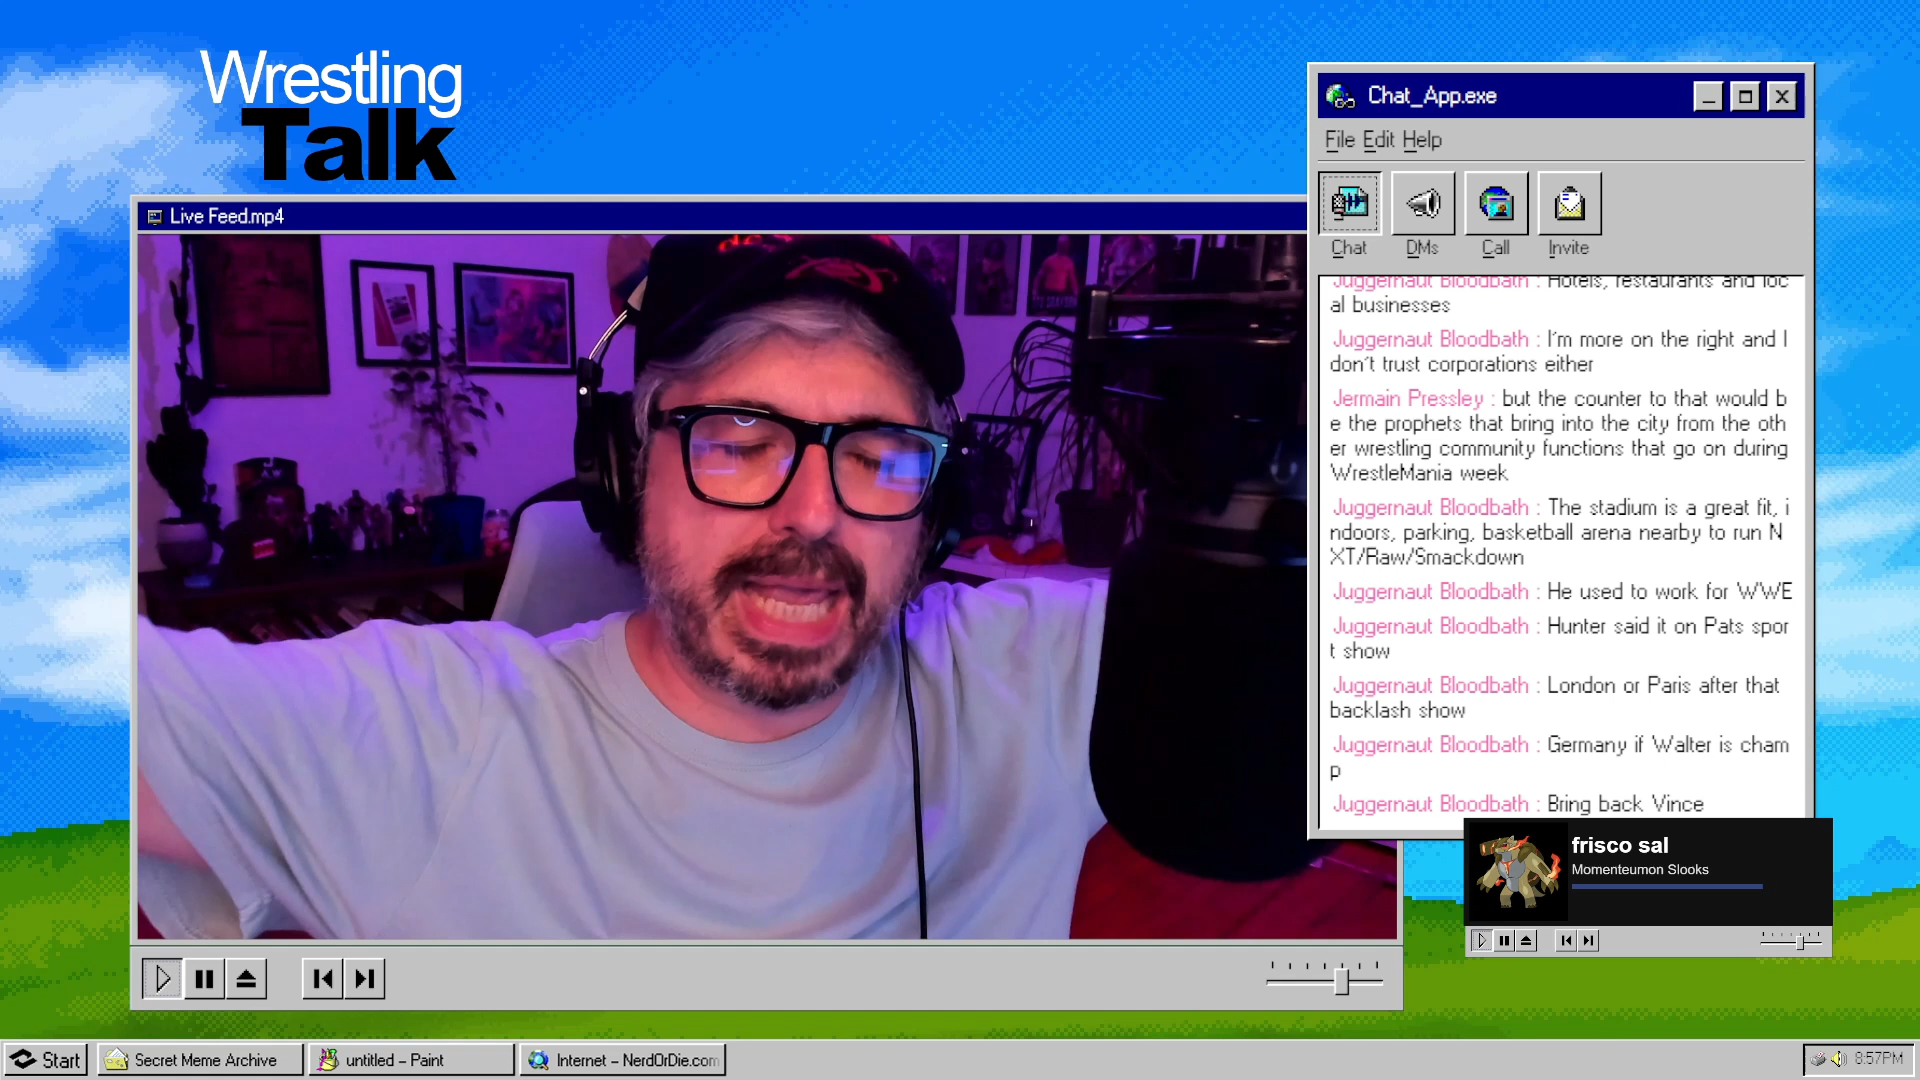 Wrestling
Talk
Live Feed.mp4
Chat_App.exe
File Edit Help
Chat DMs Call Invite
Juggernaut Bloodbath : Hotels, restaurants and loc
al businesses
Juggernaut Bloodbath : I'm more on the right and I
don't trust corporations either
Jermain Pressley : but the counter to that would b
e the prophets that bring into the city from the oth
er wrestling community functions that go on during
WrestleMania week
Juggernaut Bloodbath : The stadium is a great fit, i
ndoors, parking, basketball arena nearby to run N
XT/Raw/Smackdown
Juggernaut Bloodbath : He used to work for WWE
Juggernaut Bloodbath : Hunter said it on Pats spor
t show
Juggernaut Bloodbath : London or Paris after that
backlash show
Juggernaut Bloodbath : Germany if Walter is cham
p
Juggernaut Bloodbath : Bring back Vince
frisco sal
Momenteumon Slooks
Start
Secret Meme Archive
untitled – Paint
Internet – NerdOrDie.com
8:57PM